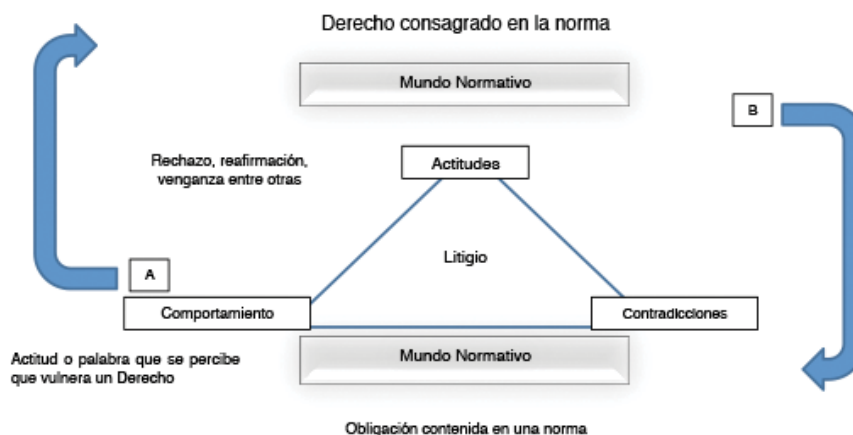 Derecho consagrado en la norma
Mundo Normativo
B
Rechazo, reafirmación,
venganza entre otras
Actitudes
Litigio
A
Comportamiento
Contradicciones
Actitud o palabra que se percibe
que vulnera un Derecho
Mundo Normativo
Obligación contenida en una norma